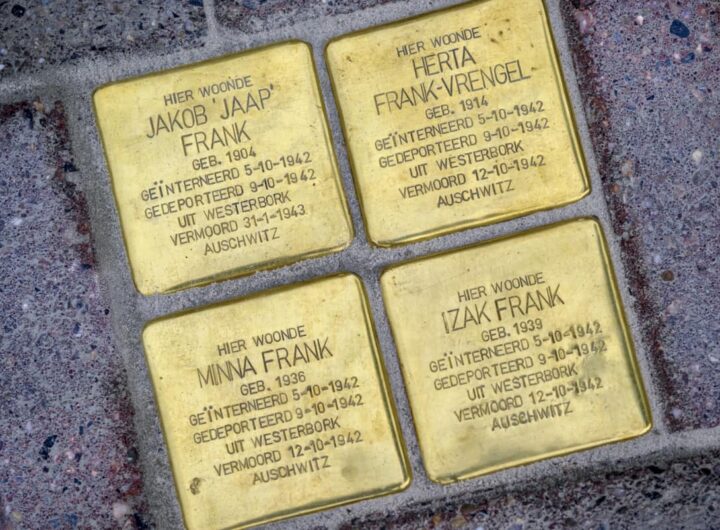 HIER WOONDE
JAKOB 'JAAP'
FRANK
GEB. 1904
GEÏNTERNEERD 5-10-1942
GEDEPORTEERD 9-10-1942
UIT WESTERBORK
VERMOORD 31-1-1943
AUSCHWITZ
HIER WOONDE
HERTA
FRANK-VRENGEL
GEB. 1914
GEÏNTERNEERD 5-10-1942
GEDEPORTEERD 9-10-1942
UIT WESTERBORK
VERMOORD 12-10-1942
AUSCHWITZ
HIER WOONDE
MINNA FRANK
GEB. 1936
GEÏNTERNEERD 5-10-1942
GEDEPORTEERD 9-10-1942
UIT WESTERBORK
VERMOORD 12-10-1942
AUSCHWITZ
HIER WOONDE
IZAK FRANK
GEB. 1939
GEÏNTERNEERD 5-10-1942
GEDEPORTEERD 9-10-1942
UIT WESTERBORK
VERMOORD 12-10-1942
AUSCHWITZ